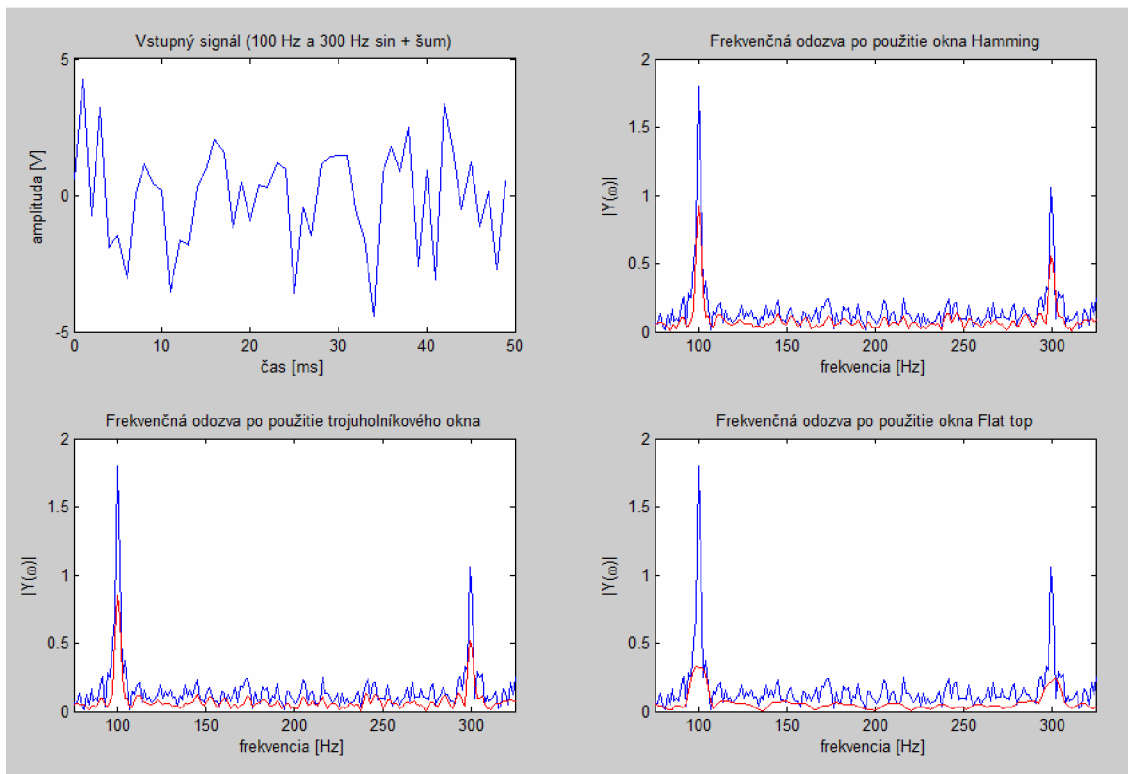 Vstupný signál (100 Hz a 300 Hz sin + šum)
5
0
-5
amplituda [V]
0 10 20 30 40 50
čas [ms]
Frekvenčná odozva po použitie okna Hamming
2
1.5
1
0.5
0
|Y(ω)|
100 150 200 250 300
frekvencia [Hz]
Frekvenčná odozva po použitie trojuholníkového okna
2
1.5
1
0.5
0
|Y(ω)|
100 150 200 250 300
frekvencia [Hz]
Frekvenčná odozva po použitie okna Flat top
2
1.5
1
0.5
0
|Y(ω)|
100 150 200 250 300
frekvencia [Hz]